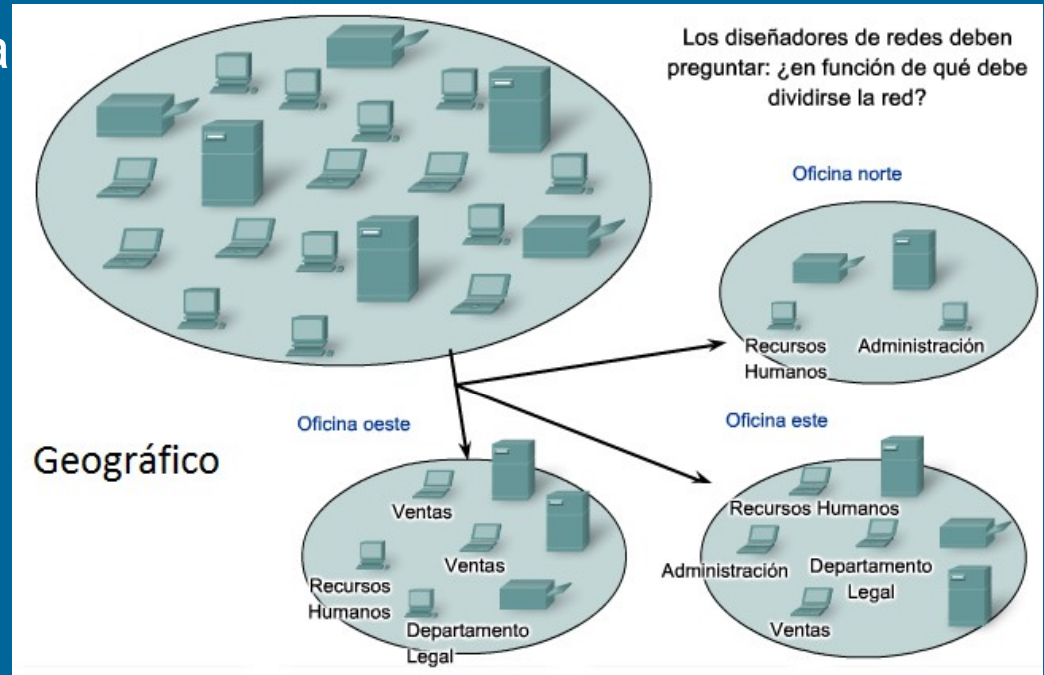 a
Los diseñadores de redes deben
preguntar: ¿en función de qué debe
dividirse la red?
Oficina norte
Recursos
Humanos
Administración
Geográfico
Oficina oeste
Ventas
Ventas
Recursos
Humanos
Departamento
Legal
Oficina este
Recursos Humanos
Administración
Departamento
Legal
Ventas